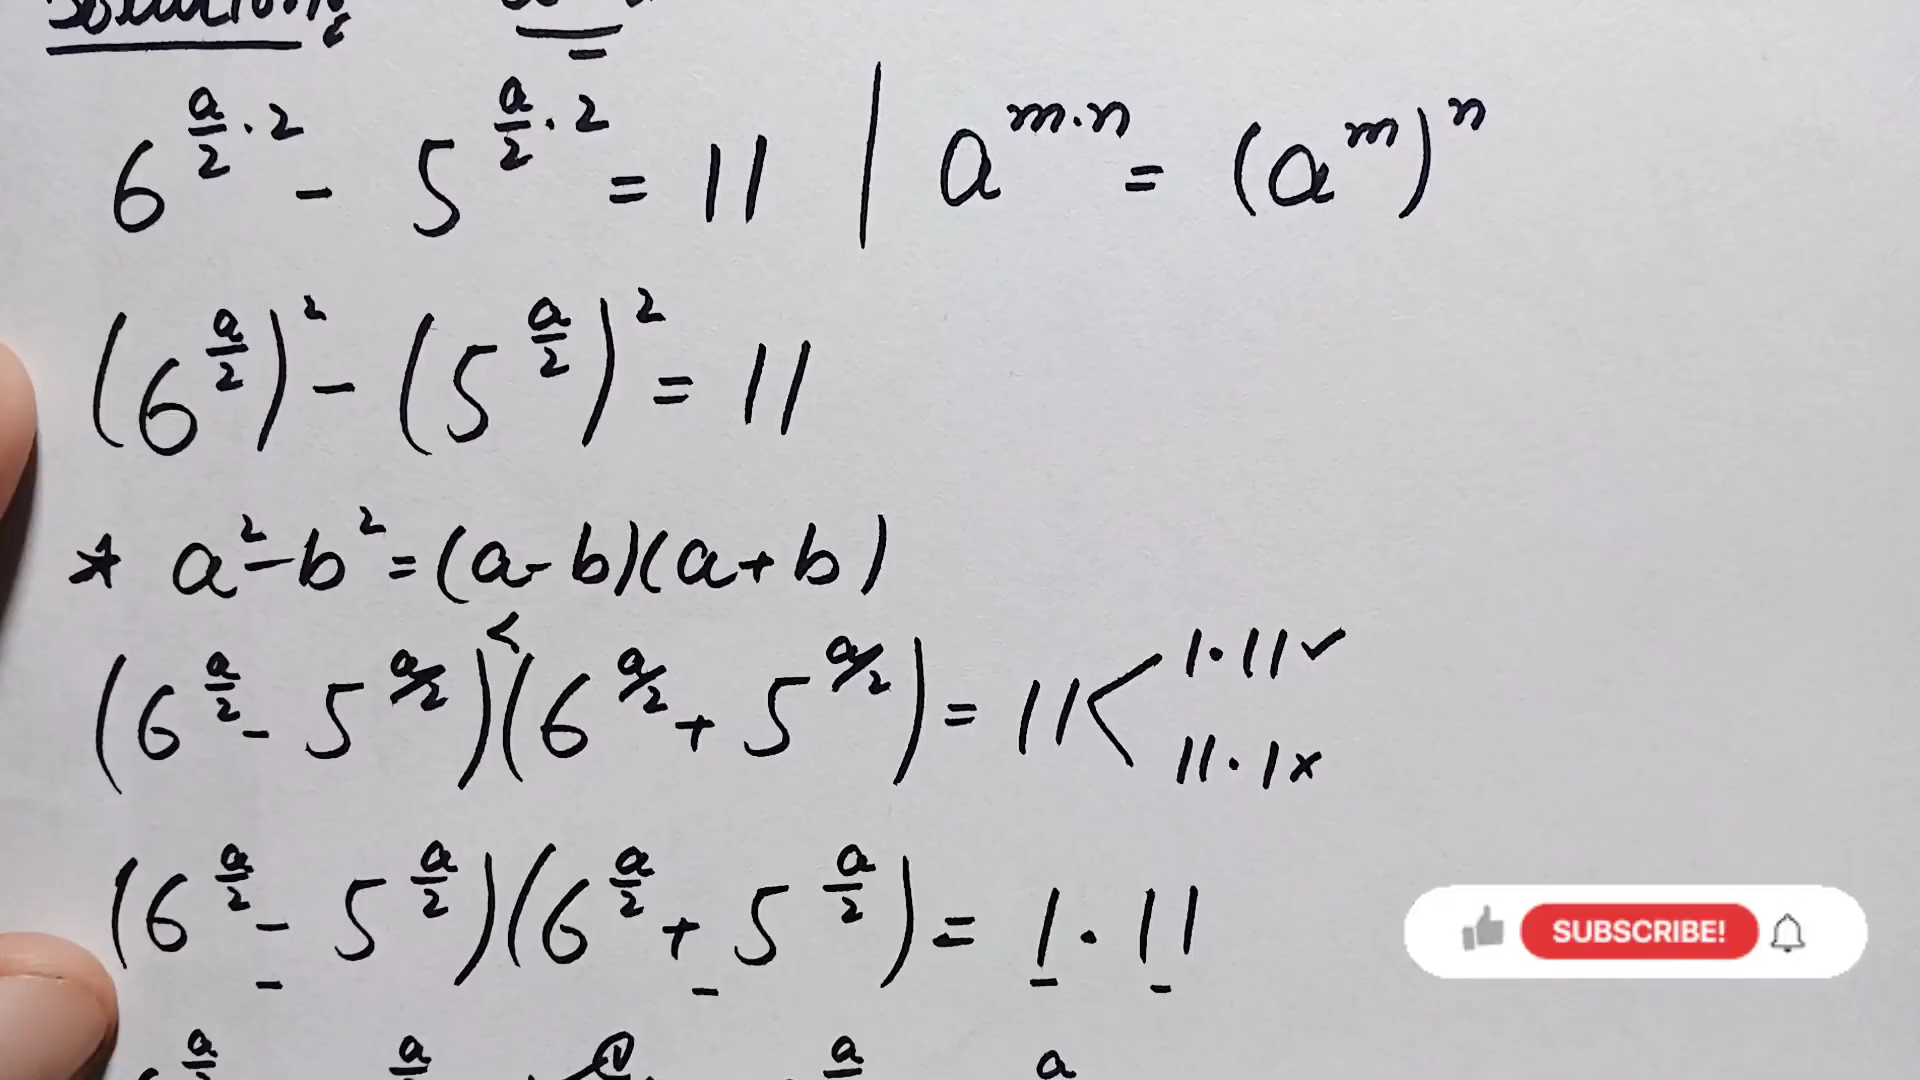 Solution:
6^(a/2 · 2) - 5^(a/2 · 2) = 11 | a^(m·n) = (a^m)^n
(6^(a/2))² - (5^(a/2))² = 11
* a² - b² = (a - b)(a + b)
<
(6^(a/2) - 5^(a/2))(6^(a/2) + 5^(a/2)) = 11 < 1·11 ✓
11·1 ×
(6^(a/2) - 5^(a/2))(6^(a/2) + 5^(a/2)) = 1 · 11
SUBSCRIBE!